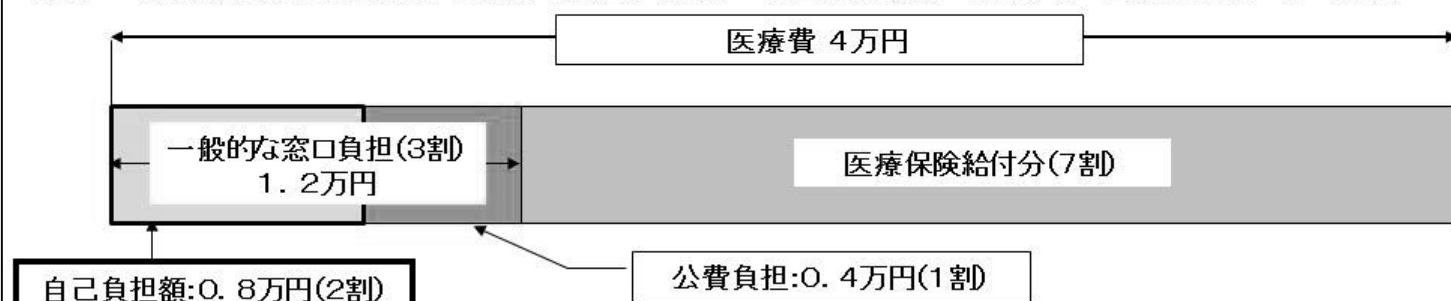 医療費 4万円
一般的な窓口負担(3割)
1.2万円
医療保険給付分(7割)
公費負担:0.4万円(1割)
自己負担額:0.8万円(2割)